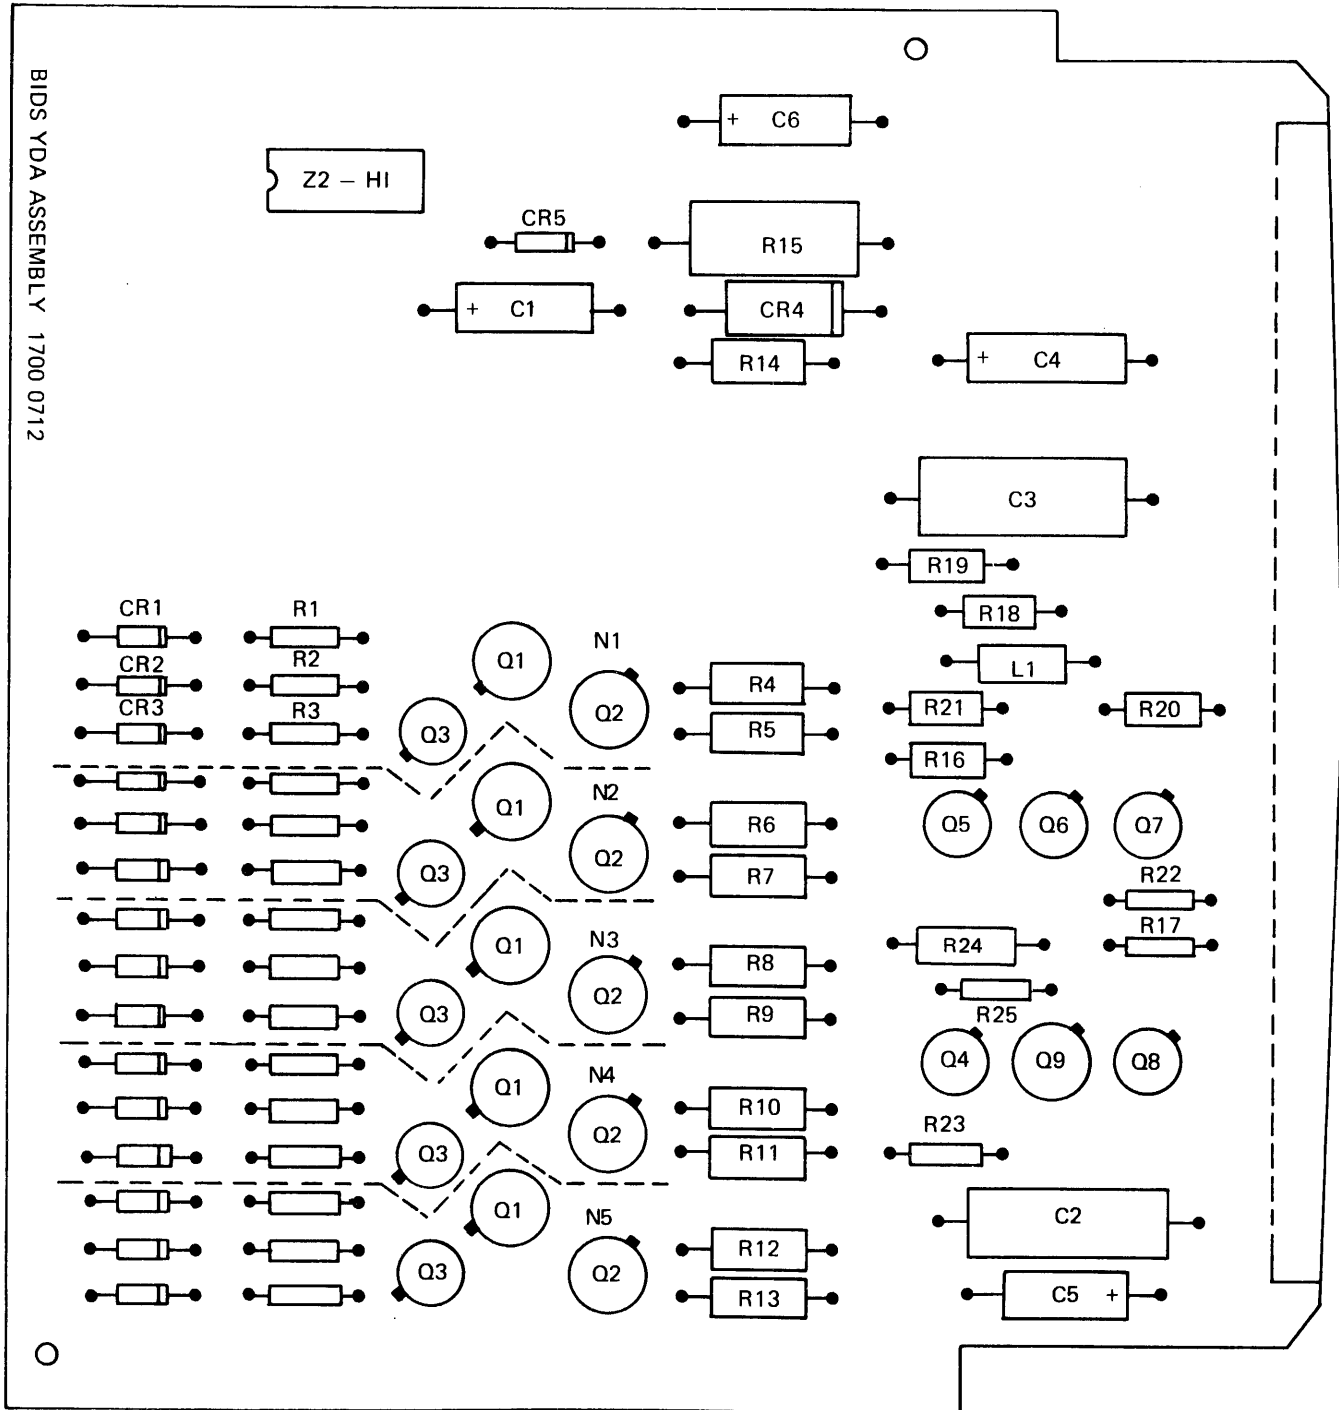 BIDS YDA ASSEMBLY 1700 0712
+ C6
Z2 – HI
CR5
R15
+ C1
CR4
R14
+ C4
C3
R19
R18
L1
R21
R20
R16
CR1
R1
CR2
R2
CR3
R3
Q1
N1
Q2
Q3
R4
R5
Q1
N2
Q2
Q3
R6
R7
Q5
Q6
Q7
R22
R17
R24
R25
Q1
N3
Q2
Q3
R8
R9
Q4
Q9
Q8
Q1
N4
Q2
Q3
R10
R11
R23
Q1
N5
Q2
Q3
R12
R13
C2
C5 +